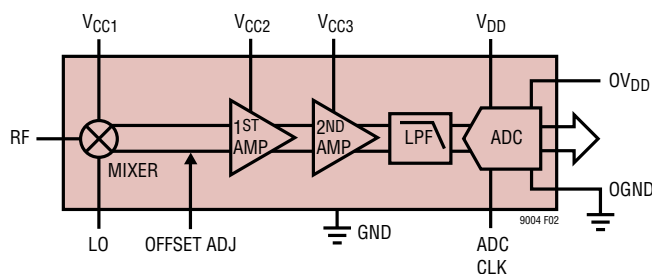 VCC1
VCC2
VCC3
VDD
OVDD
RF
MIXER
1ST
AMP
2ND
AMP
LPF
ADC
OGND
9004 F02
LO
OFFSET ADJ
GND
ADC
CLK